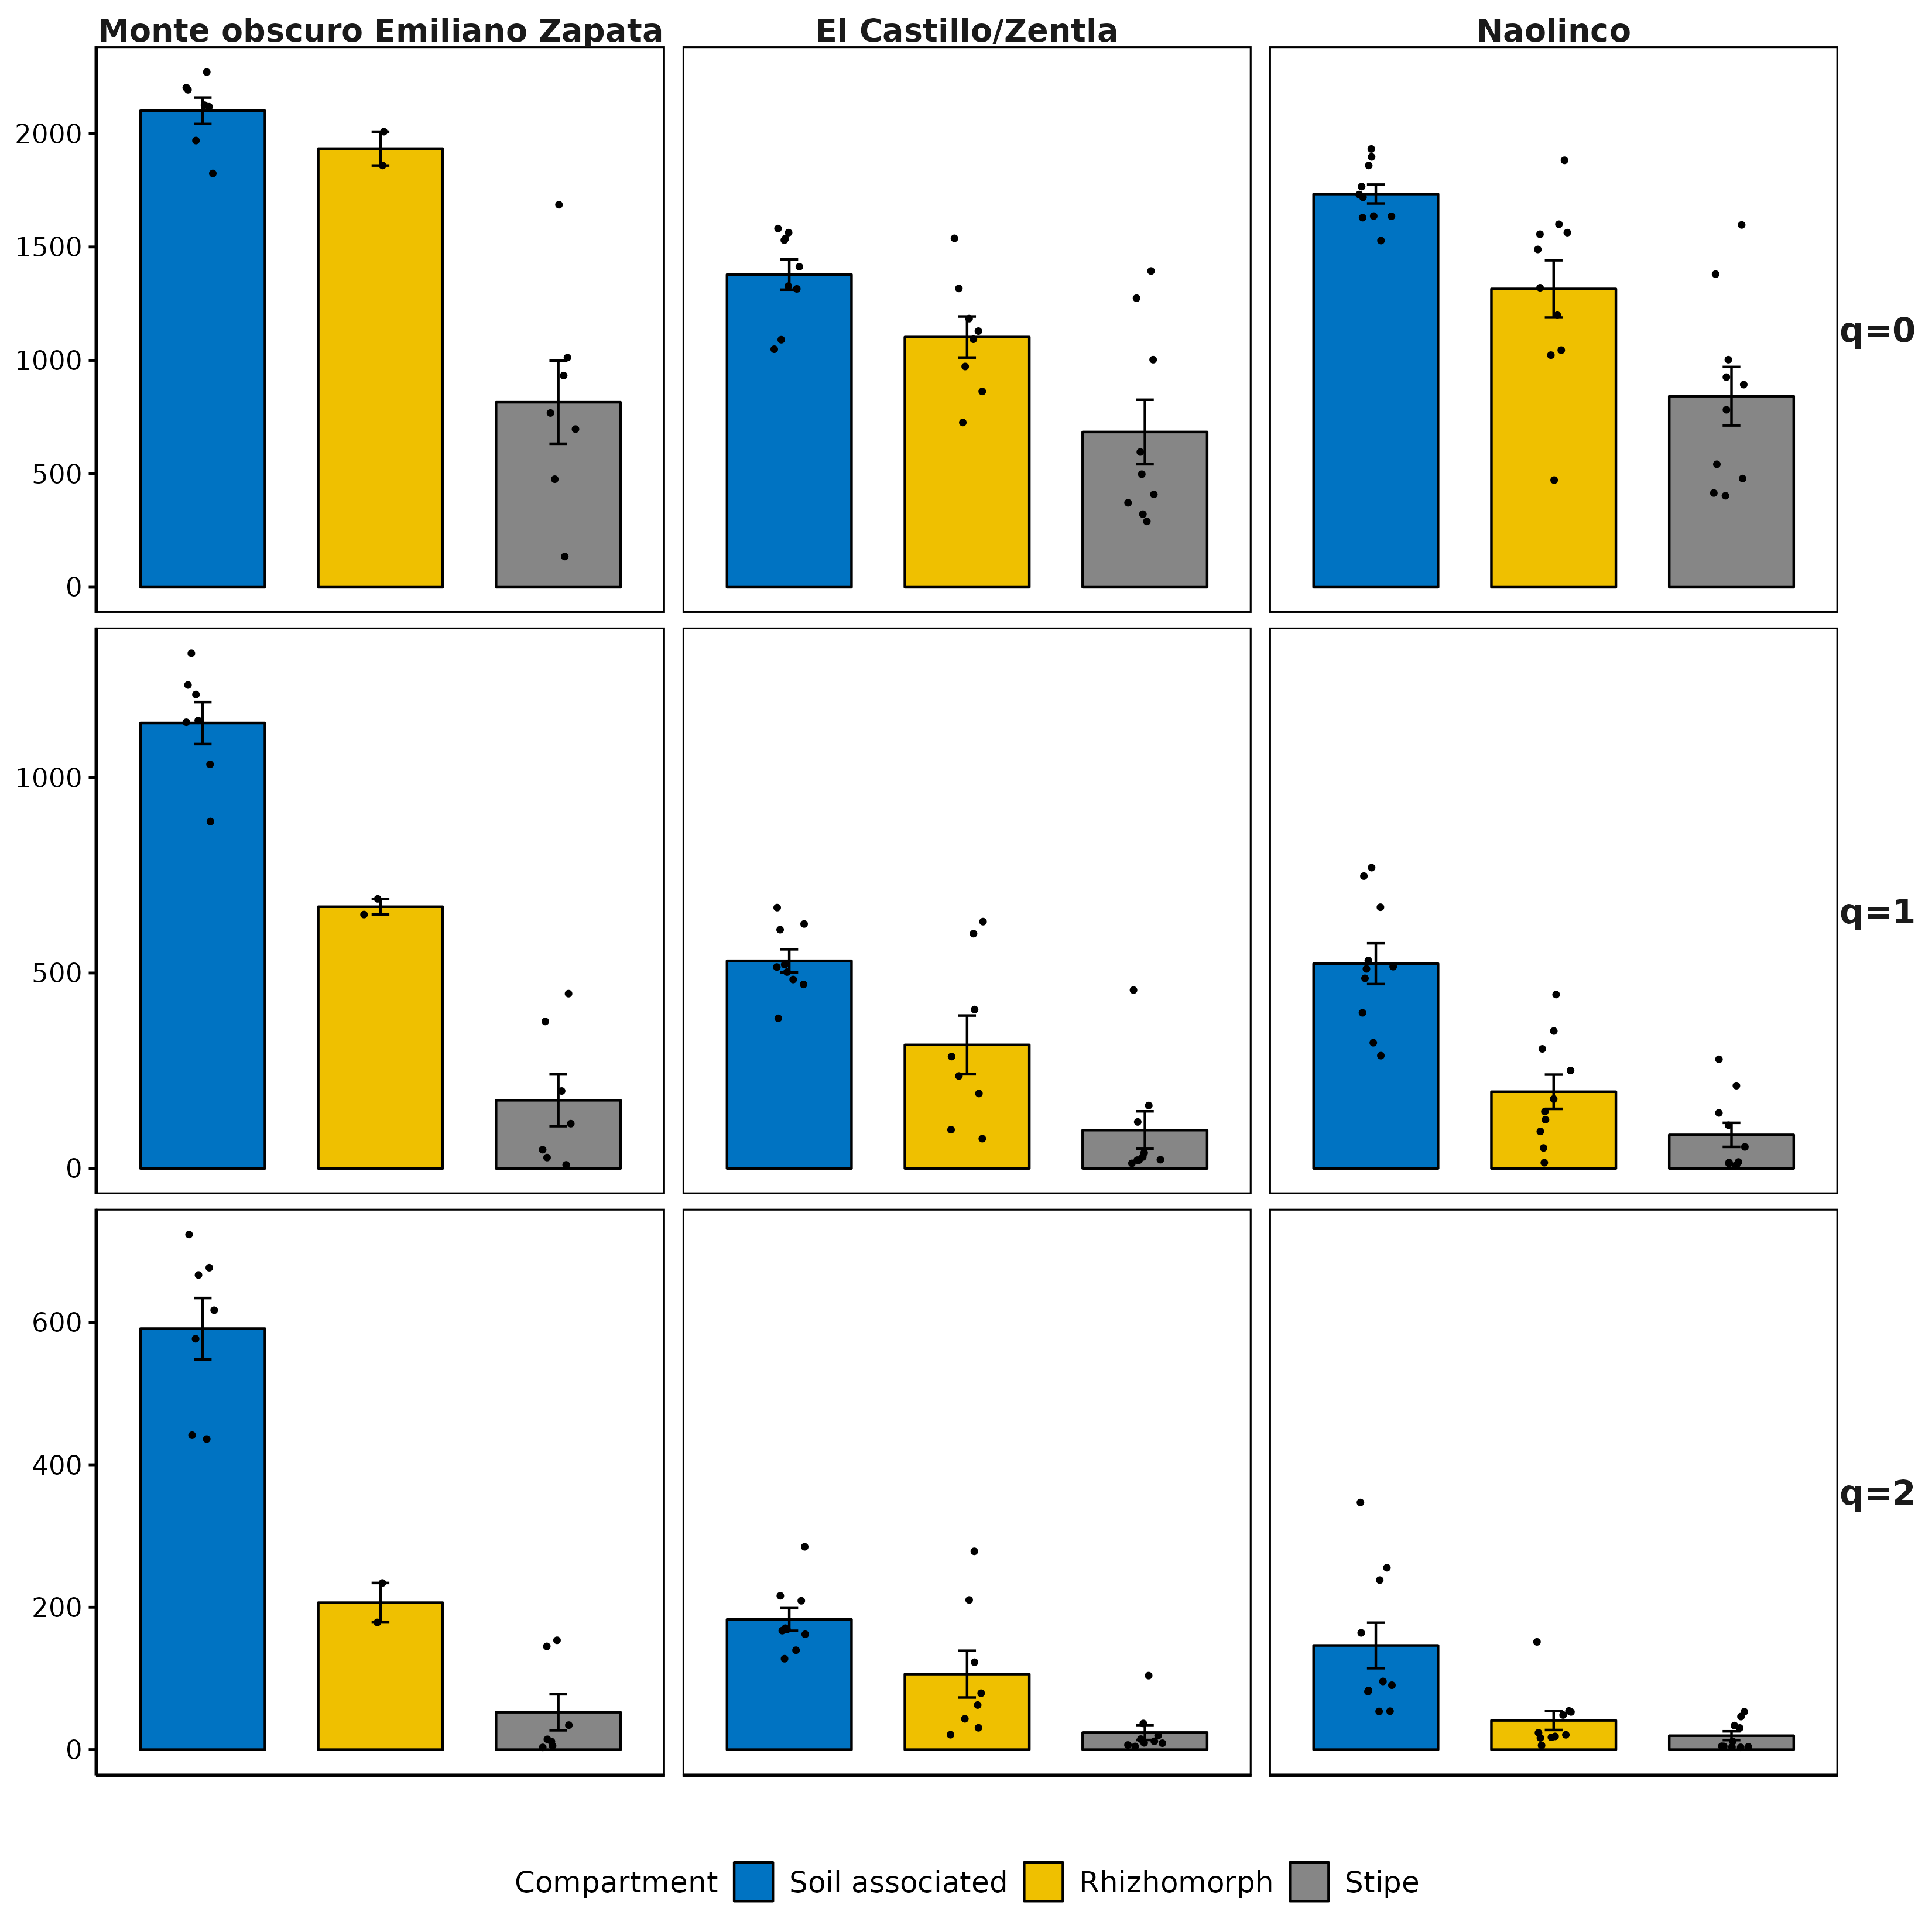 Monte obscuro Emiliano Zapata El Castillo/Zentla Naolinco
2000
1500
1000
500
0
q=0
1000
500
0
q=1
600
400
200
0
q=2
Compartment Soil associated Rhizhomorph Stipe